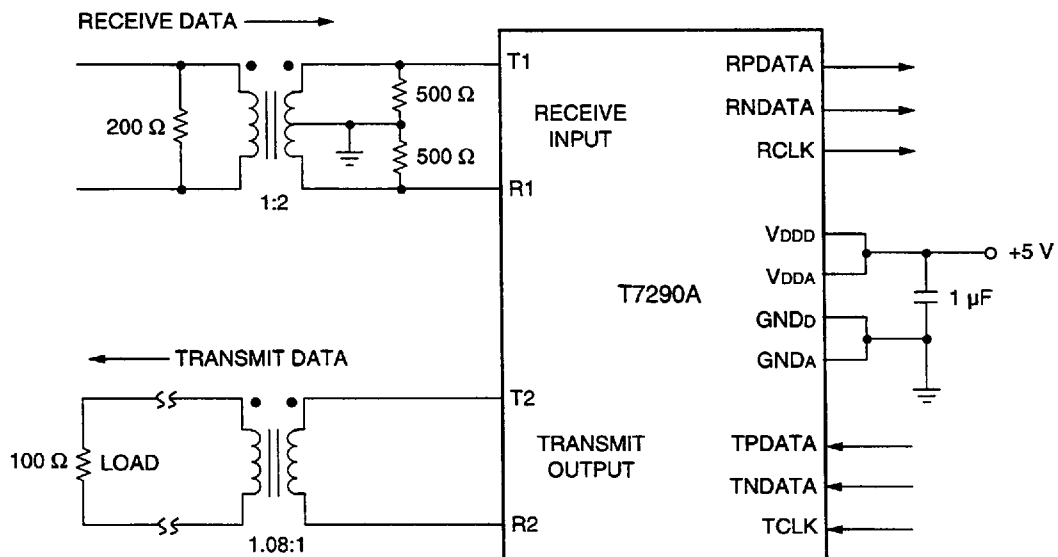 RECEIVE DATA
200 Ω
1:2
500 Ω
500 Ω
T1
R1
RECEIVE
INPUT
RPDATA
RNDATA
RCLK
VDDD
VDDA
GNDD
GNDA
+5 V
1 µF
T7290A
TRANSMIT DATA
100 Ω LOAD
1.08:1
T2
R2
TRANSMIT
OUTPUT
TPDATA
TNDATA
TCLK